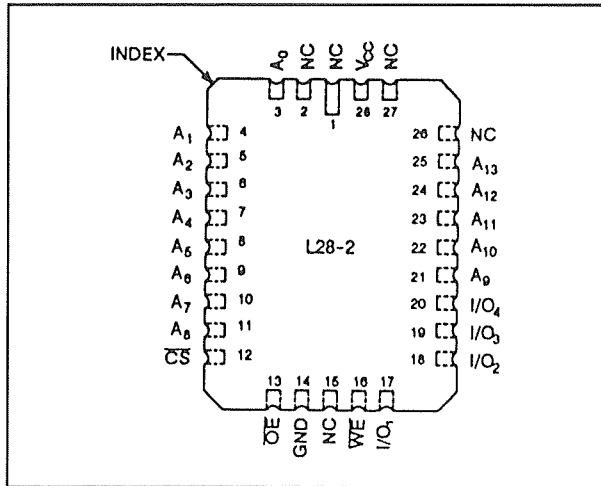 INDEX
A0 NC NC VCC NC
3 2 1 28 27
A1 4 26 NC
A2 5 25 A13
A3 6 24 A12
A4 7 23 A11
A5 8 L28-2 22 A10
A6 9 21 A9
A7 10 20 I/O4
A8 11 19 I/O3
CS 12 18 I/O2
13 14 15 16 17
OE GND NC WE I/O1